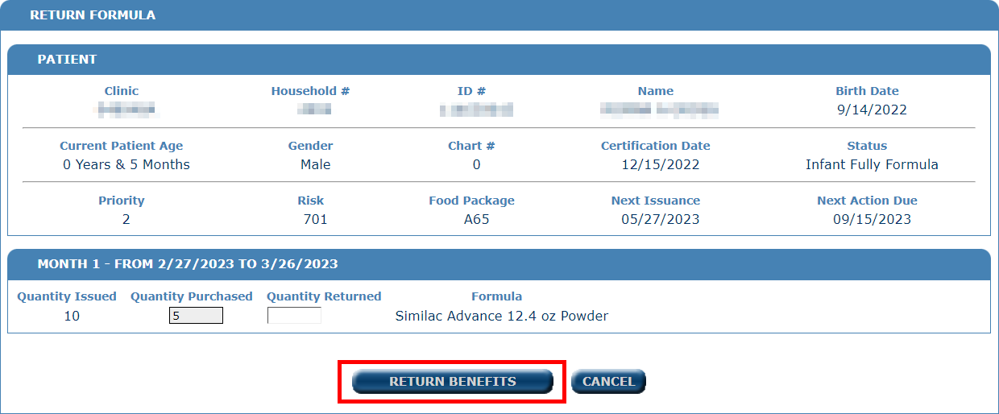 RETURN FORMULA
PATIENT
Clinic Household # ID # Name Birth Date
9/14/2022
Current Patient Age Gender Chart # Certification Date Status
0 Years & 5 Months Male 0 12/15/2022 Infant Fully Formula
Priority Risk Food Package Next Issuance Next Action Due
2 701 A65 05/27/2023 09/15/2023
MONTH 1 - FROM 2/27/2023 TO 3/26/2023
Quantity Issued Quantity Purchased Quantity Returned Formula
10 5 Similac Advance 12.4 oz Powder
RETURN BENEFITS CANCEL